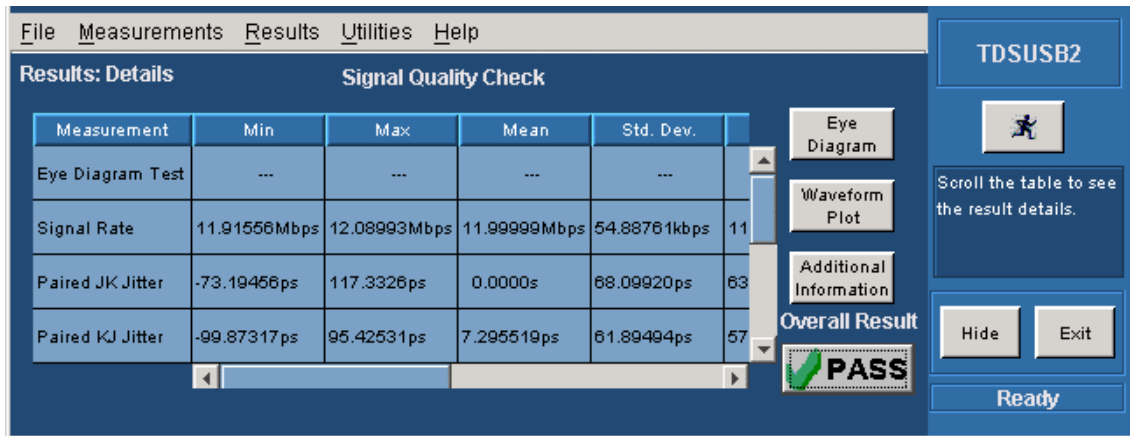 File Measurements Results Utilities Help
TDSUSB2
Results: Details
Signal Quality Check
Measurement Min Max Mean Std. Dev.
Eye Diagram Test --- --- --- ---
Signal Rate 11.91556Mbps 12.08993Mbps 11.99999Mbps 54.88761kbps 11
Paired JK Jitter -73.19456ps 117.3326ps 0.0000s 68.09920ps 63
Paired KJ Jitter -99.87317ps 95.42531ps 7.295519ps 61.89494ps 57
Eye
Diagram
Waveform
Plot
Additional
Information
Overall Result
PASS
Scroll the table to see
the result details.
Hide Exit
Ready